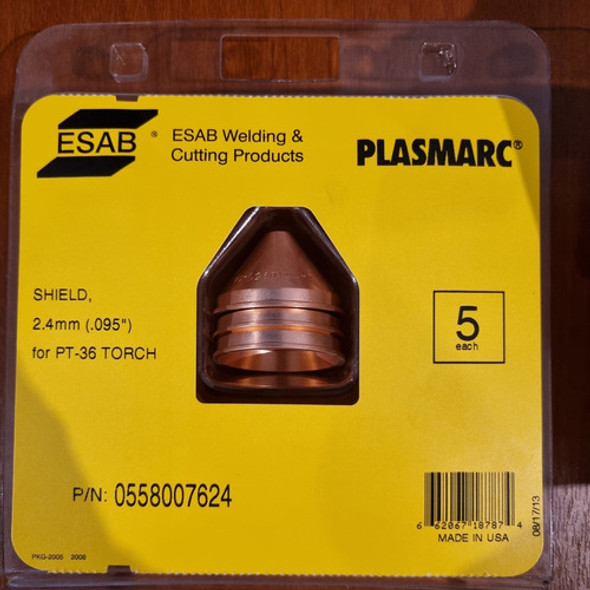 ESAB®
ESAB Welding &
Cutting Products
PLASMARC®
SHIELD,
2.4mm (.095")
for PT-36 TORCH
5
each
P/N: 0558007624
6 62067 18787 4
MADE IN USA
08/17/13
PKG-2005 2008